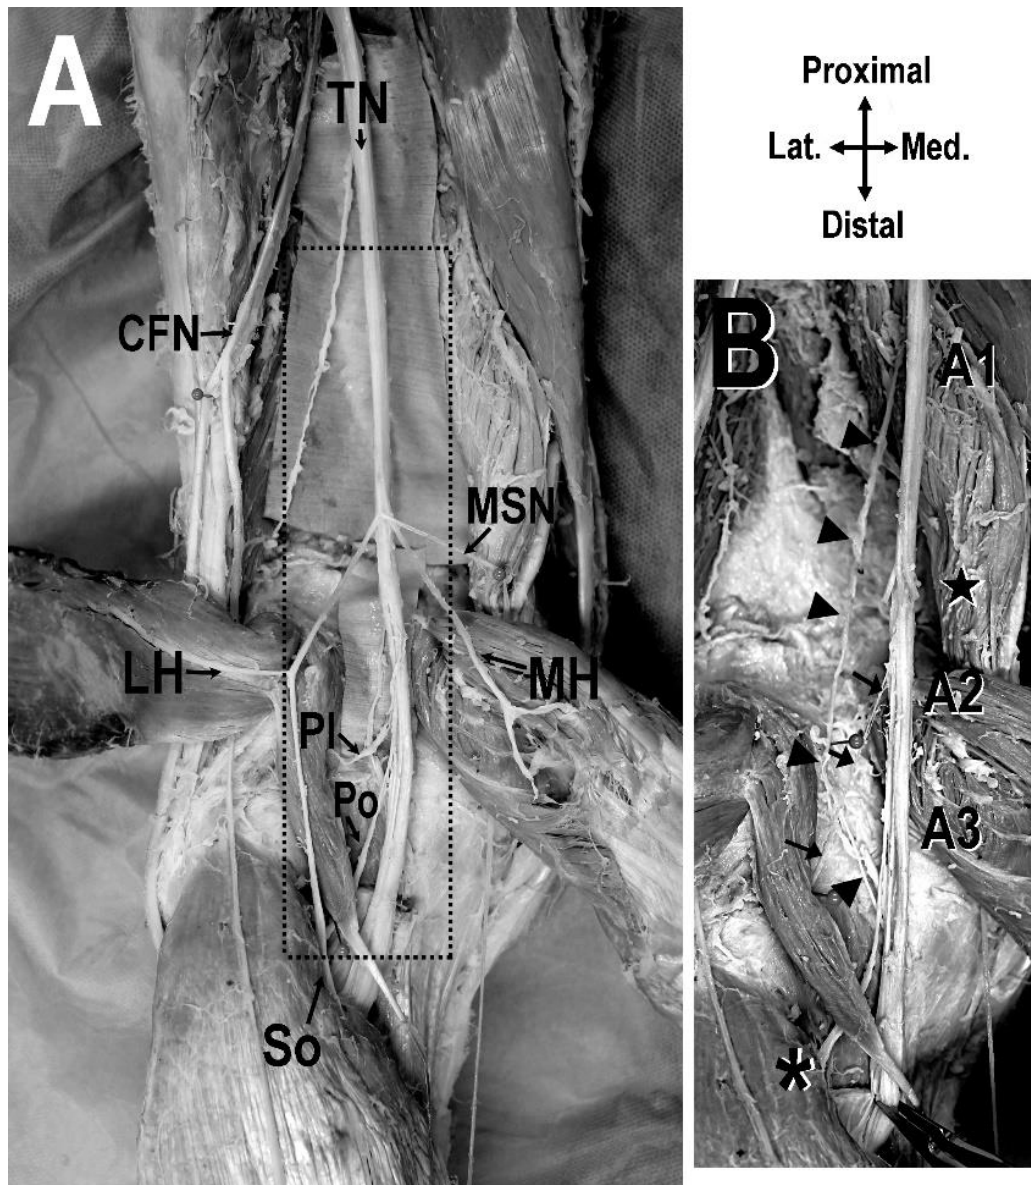 A
TN
CFN
MSN
LH
MH
Pl
Po
So
Proximal
Lat. Med.
Distal
B
A1
A2
A3
*